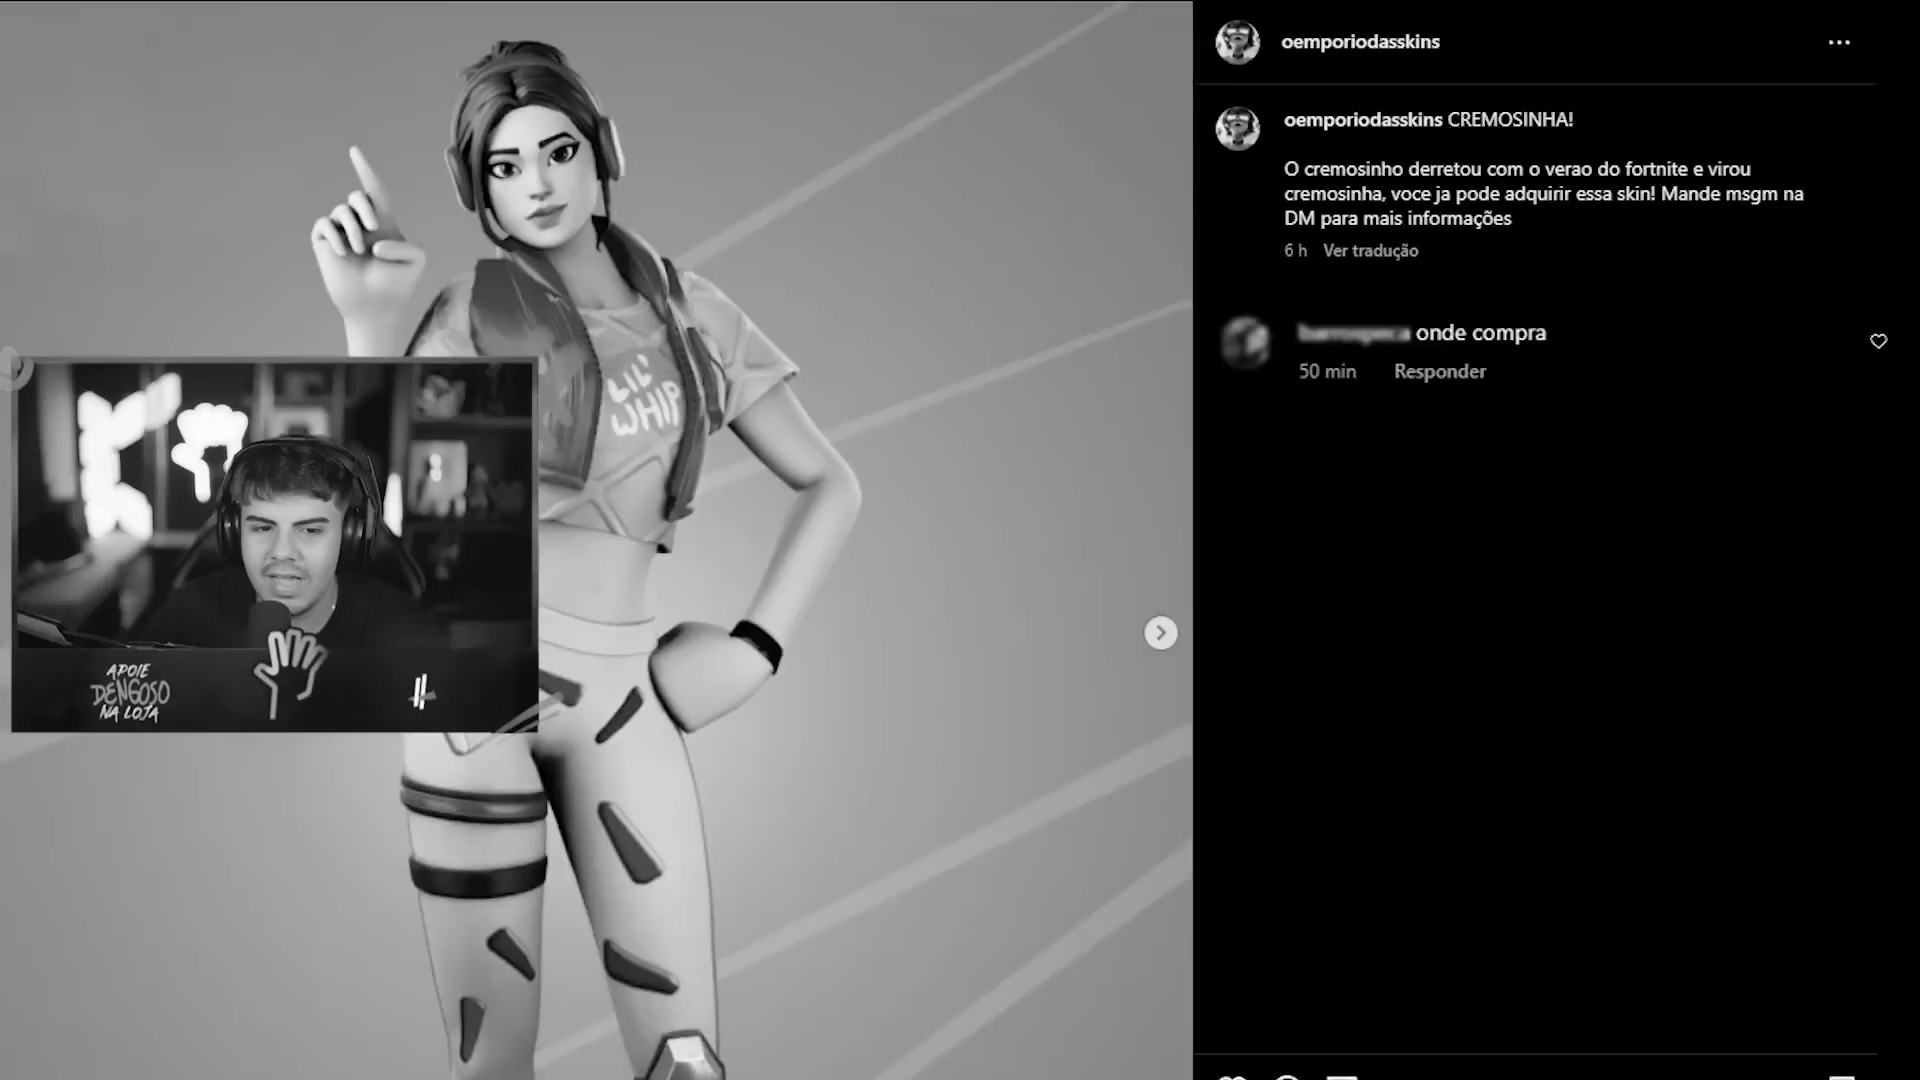 oemporiodasskins
oemporiodasskins CREMOSINHA!
O cremosinho derretou com o verao do fortnite e virou
cremosinha, voce ja pode adquirir essa skin! Mande msgm na
DM para mais informações
6 h Ver tradução
onde compra
50 min Responder
LIL'
WHIP
APOIE
DENGOSO
NA LOJA